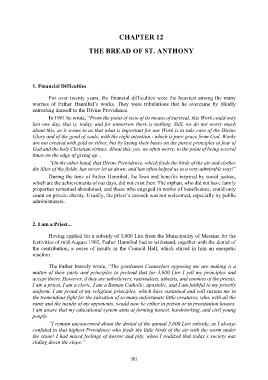 CHAPTER 12
THE BREAD OF ST. ANTHONY
1. Financial Difficulties
For over twenty years, the financial difficulties were the heaviest among the many
worries of Father Hannibal's works. They were tribulations that he overcame by blindly
entrusting himself to the Divine Providence.
In 1901 he wrote, "From the point of view of its means of survival, this Work could only
last one day, that is, today, and for tomorrow there is nothing. Still, we do not worry much
about this, as it seems to us that what is important for our Work is to take care of the Divine
Glory and of the good of souls, with the right intention - which is pure grace from God. Works
are not created with gold or silver, but by laying their bases on the purest principles of fear of
God and the holy Christian virtues. About this, yes, we often worry, to the point of being several
times on the edge of giving up...
"On the other hand, that Divine Providence, which feeds the birds of the air and clothes
the lilies of the fields, has never let us down, and has often helped us in a very admirable way!"
During the time of Father Hannibal, the laws and benefits inspired by social justice,
which are the achievements of our days, did not exist then. The orphan, who did not have family
properties remained abandoned, and those who engaged in works of beneficence, could only
count on private charity. Usually, the priest's cassock was not welcomed, especially by public
administrators.
2. I am a Priest...
Having applied for a subsidy of 3,000 Lire from the Municipality of Messina for the
festivities of mid-August 1902, Father Hannibal had to withstand, together with the denial of
the contribution, a series of insults in the Council Hall, which stirred in him an energetic
reaction.
The Father bravely wrote, "The gentlemen Counselors opposing me are making it a
matter of their party and principles to pretend that for 3,000 Lire I sell my principles and
accept theirs. However, if they are unbelievers, rationalists, atheists, and enemies of the priests,
I am a priest, I am a cleric, I am a Roman Catholic, apostolic, and I am faithful to my priestly
uniform. I am proud of my religious principles, which have sustained and will sustain me in
the tremendous fight for the salvation of so many unfortunate little creatures, who, with all the
rants and the insults of my opponents, would now be either in prison or in prostitution houses.
I am aware that my educational system aims at forming honest, hardworking, and civil young
people.
"I remain unconcerned about the denial of the annual 3,000 Lire subsidy, as I always
confided in that highest Providence who feeds the little birds of the air with the worm under
the stone! I had mixed feelings of horror and pity, when I realized that today's society was
sliding down the slope."